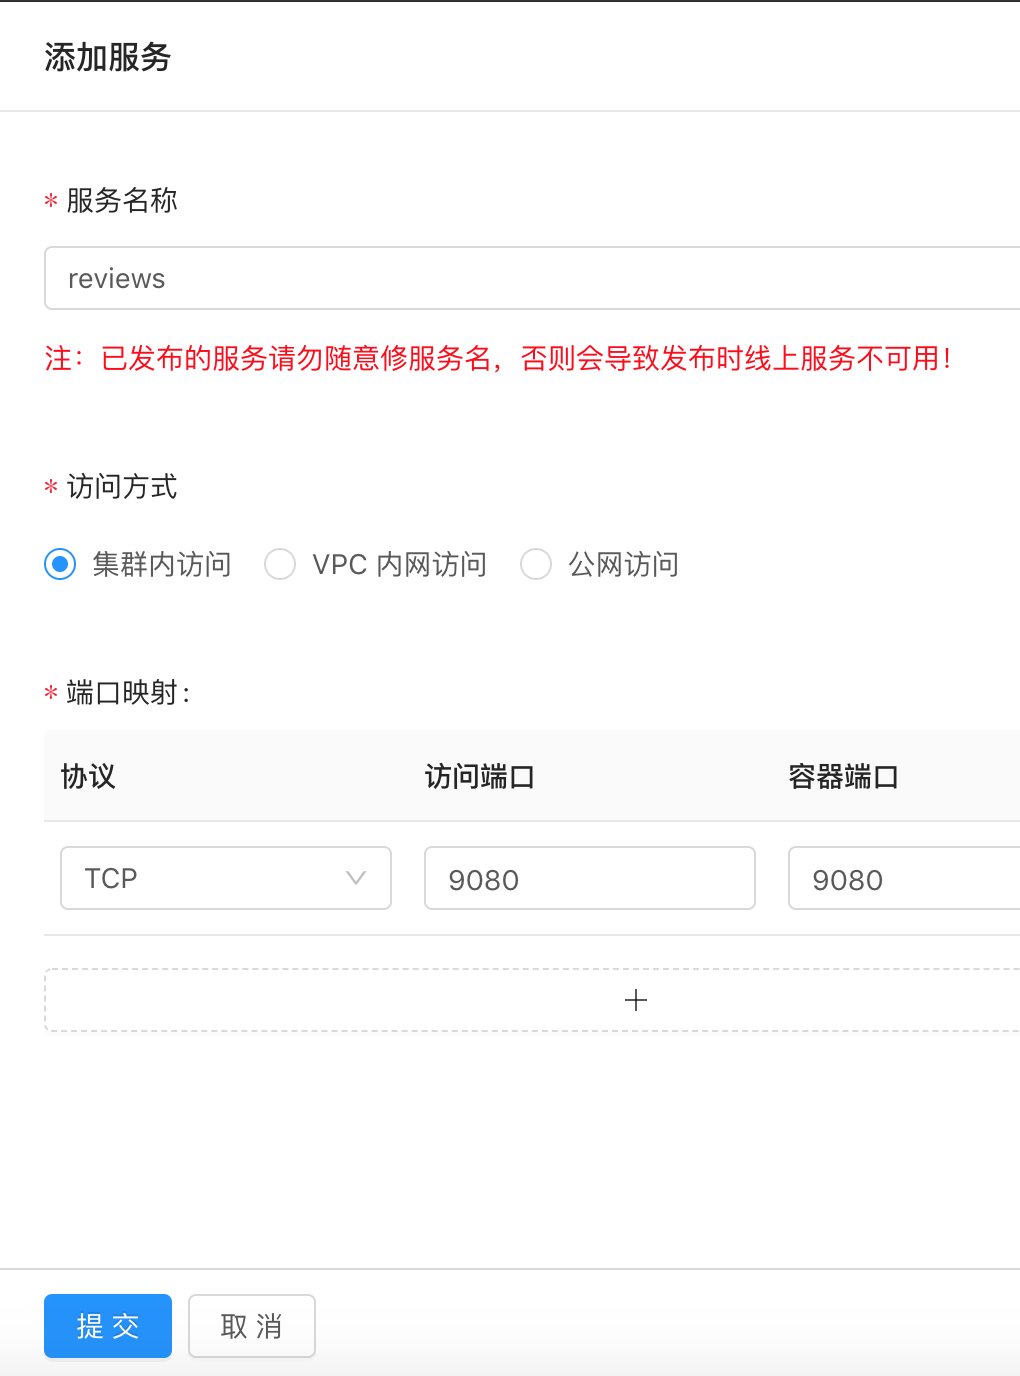 添加服务
* 服务名称
reviews
注：已发布的服务请勿随意修服务名，否则会导致发布时线上服务不可用！
* 访问方式
集群内访问 VPC 内网访问 公网访问
* 端口映射：
协议 访问端口 容器端口
TCP 9080 9080
+
提交 取消